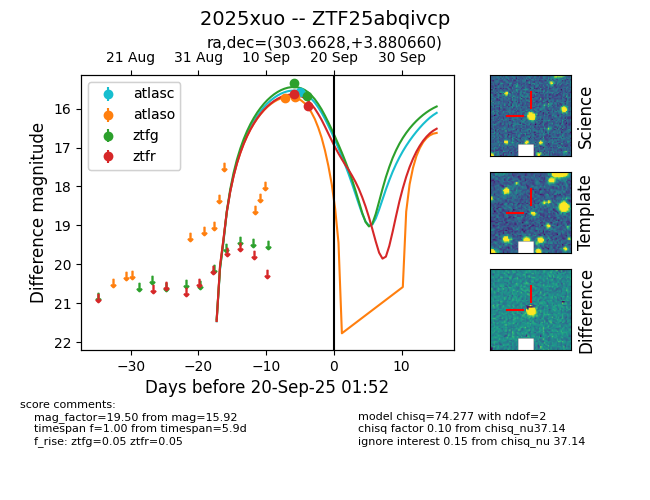 2025xuo -- ZTF25abqivcp
ra,dec=(303.6628,+3.880660)
21 Aug 31 Aug 10 Sep 20 Sep 30 Sep
atlasc
atlaso
ztfg
ztfr
16
17
18
19
20
21
22
Difference magnitude
−30 −20 −10 0 10
Days before 20-Sep-25 01:52
Science
Template
Difference
score comments:
mag_factor=19.50 from mag=15.92
timespan f=1.00 from timespan=5.9d
f_rise: ztfg=0.05 ztfr=0.05
model chisq=74.277 with ndof=2
chisq factor 0.10 from chisq_nu37.14
ignore interest 0.15 from chisq_nu 37.14